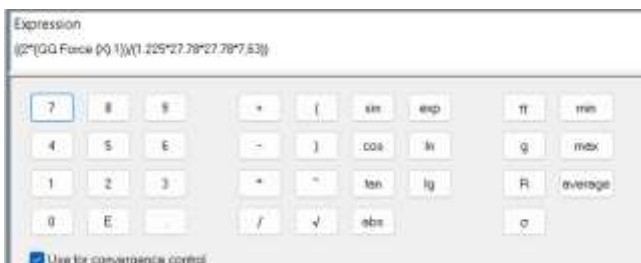 Expression
((2*{GG Force (X) 1})/(1.225*27.78*27.78*7.63))
7 8 9 + ( sin exp π min
4 5 6 - ) cos ln g max
1 2 3 * ^ tan lg R average
0 E . / √ abs σ
Use for convergence control